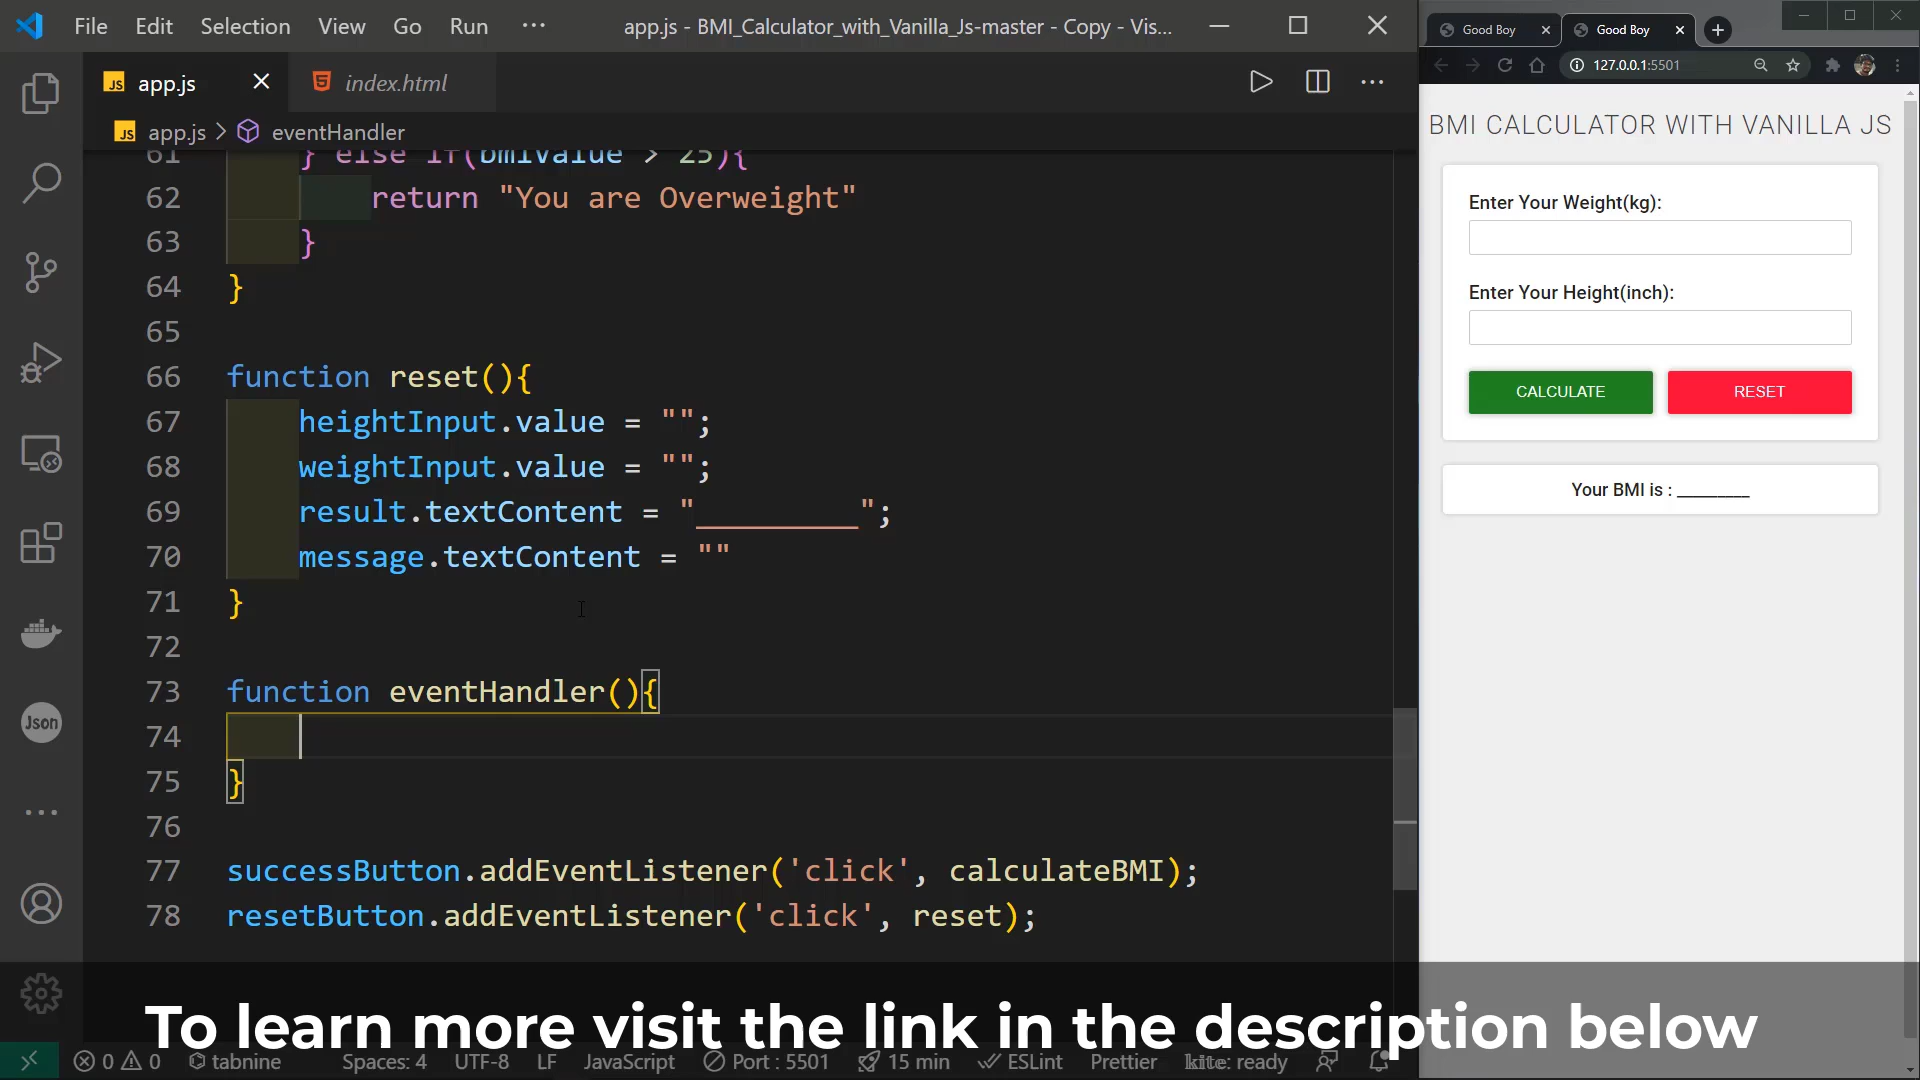 File Edit Selection View Go Run ··· app.js - BMI_Calculator_with_Vanilla_Js-master - Copy - Vis...
JS app.js index.html
JS app.js > eventHandler
61 } else if(bmiValue > 25){
62 return "You are Overweight"
63 }
64 }
65
66 function reset(){
67 heightInput.value = "";
68 weightInput.value = "";
69 result.textContent = "_________";
70 message.textContent = ""
71 }
72
73 function eventHandler(){
74
75 }
76
77 successButton.addEventListener('click', calculateBMI);
78 resetButton.addEventListener('click', reset);
Json
Good Boy Good Boy
127.0.0.1:5501
BMI CALCULATOR WITH VANILLA JS
Enter Your Weight(kg):
Enter Your Height(inch):
CALCULATE RESET
Your BMI is : _________
To learn more visit the link in the description below
0 0 tabnine Spaces: 4 UTF-8 LF JavaScript Port : 5501 15 min ESLint Prettier kite: ready